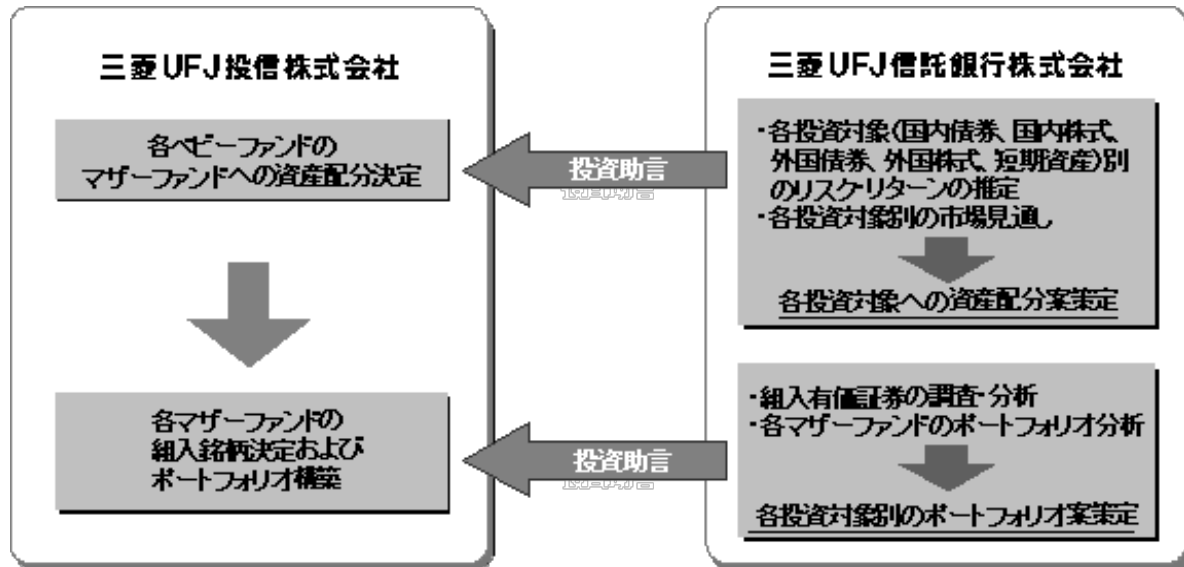 三菱UFJ投信株式会社
各ベビーファンドの
マザーファンドへの資産配分決定
各マザーファンドの
組入銘柄決定および
ポートフォリオ構築
投資助言
投資助言
三菱UFJ信託銀行株式会社
・各投資対象(国内債券、国内株式、
外国債券、外国株式、短期資産)別
のリスク・リターンの推定
・各投資対象別の市場見通し
各投資対象への資産配分案策定
・組入有価証券の調査・分析
・各マザーファンドのポートフォリオ分析
各投資対象別のポートフォリオ案策定